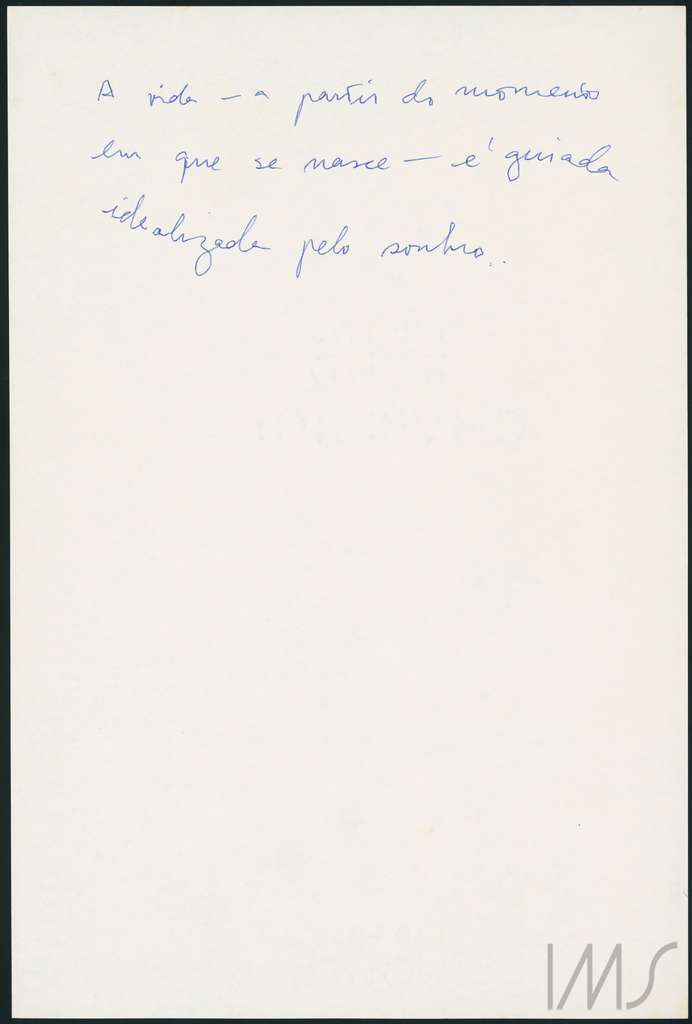 A vida – a partir do momento
em que se nasce – é guiada
idealizada pelo sonho..
IMS